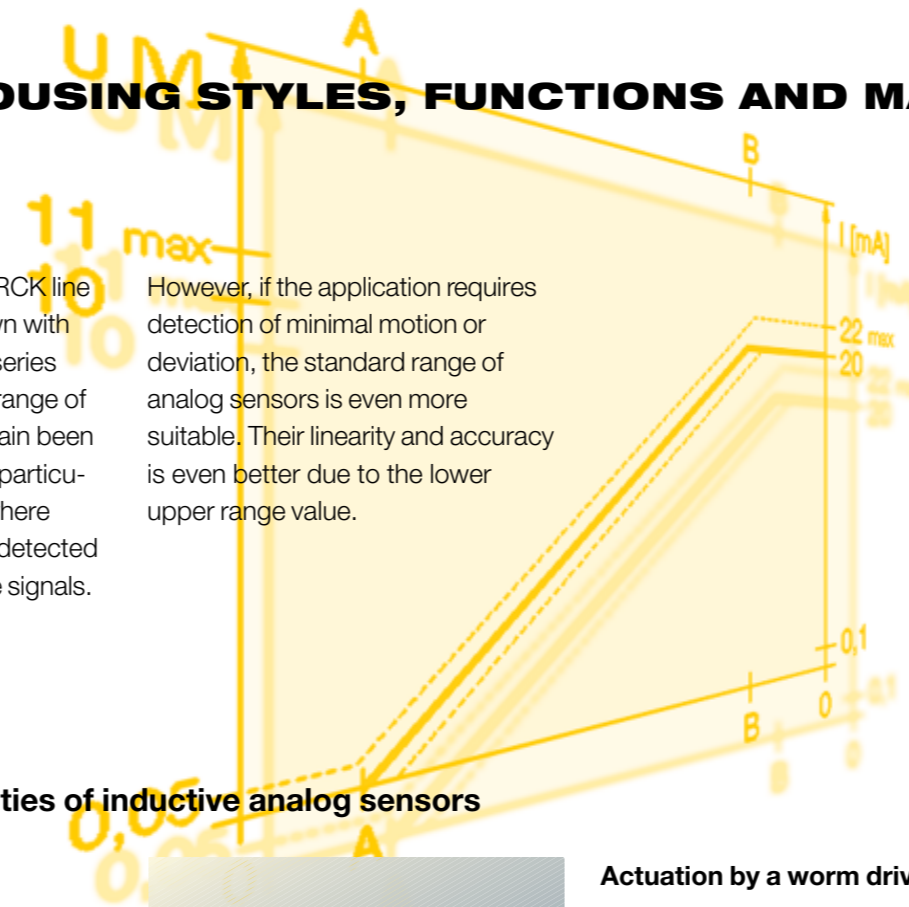 OUSING STYLES, FUNCTIONS AND MA
U [V]
A
B
11 max
10
I [mA]
22 max
20
0,1
0
B
0,05
0
A
RCK line
wn with
series
range of
ain been
particu-
here
detected
signals.
However, if the application requires
detection of minimal motion or
deviation, the standard range of
analog sensors is even more
suitable. Their linearity and accuracy
is even better due to the lower
upper range value.
ties of inductive analog sensors
Actuation by a worm driv